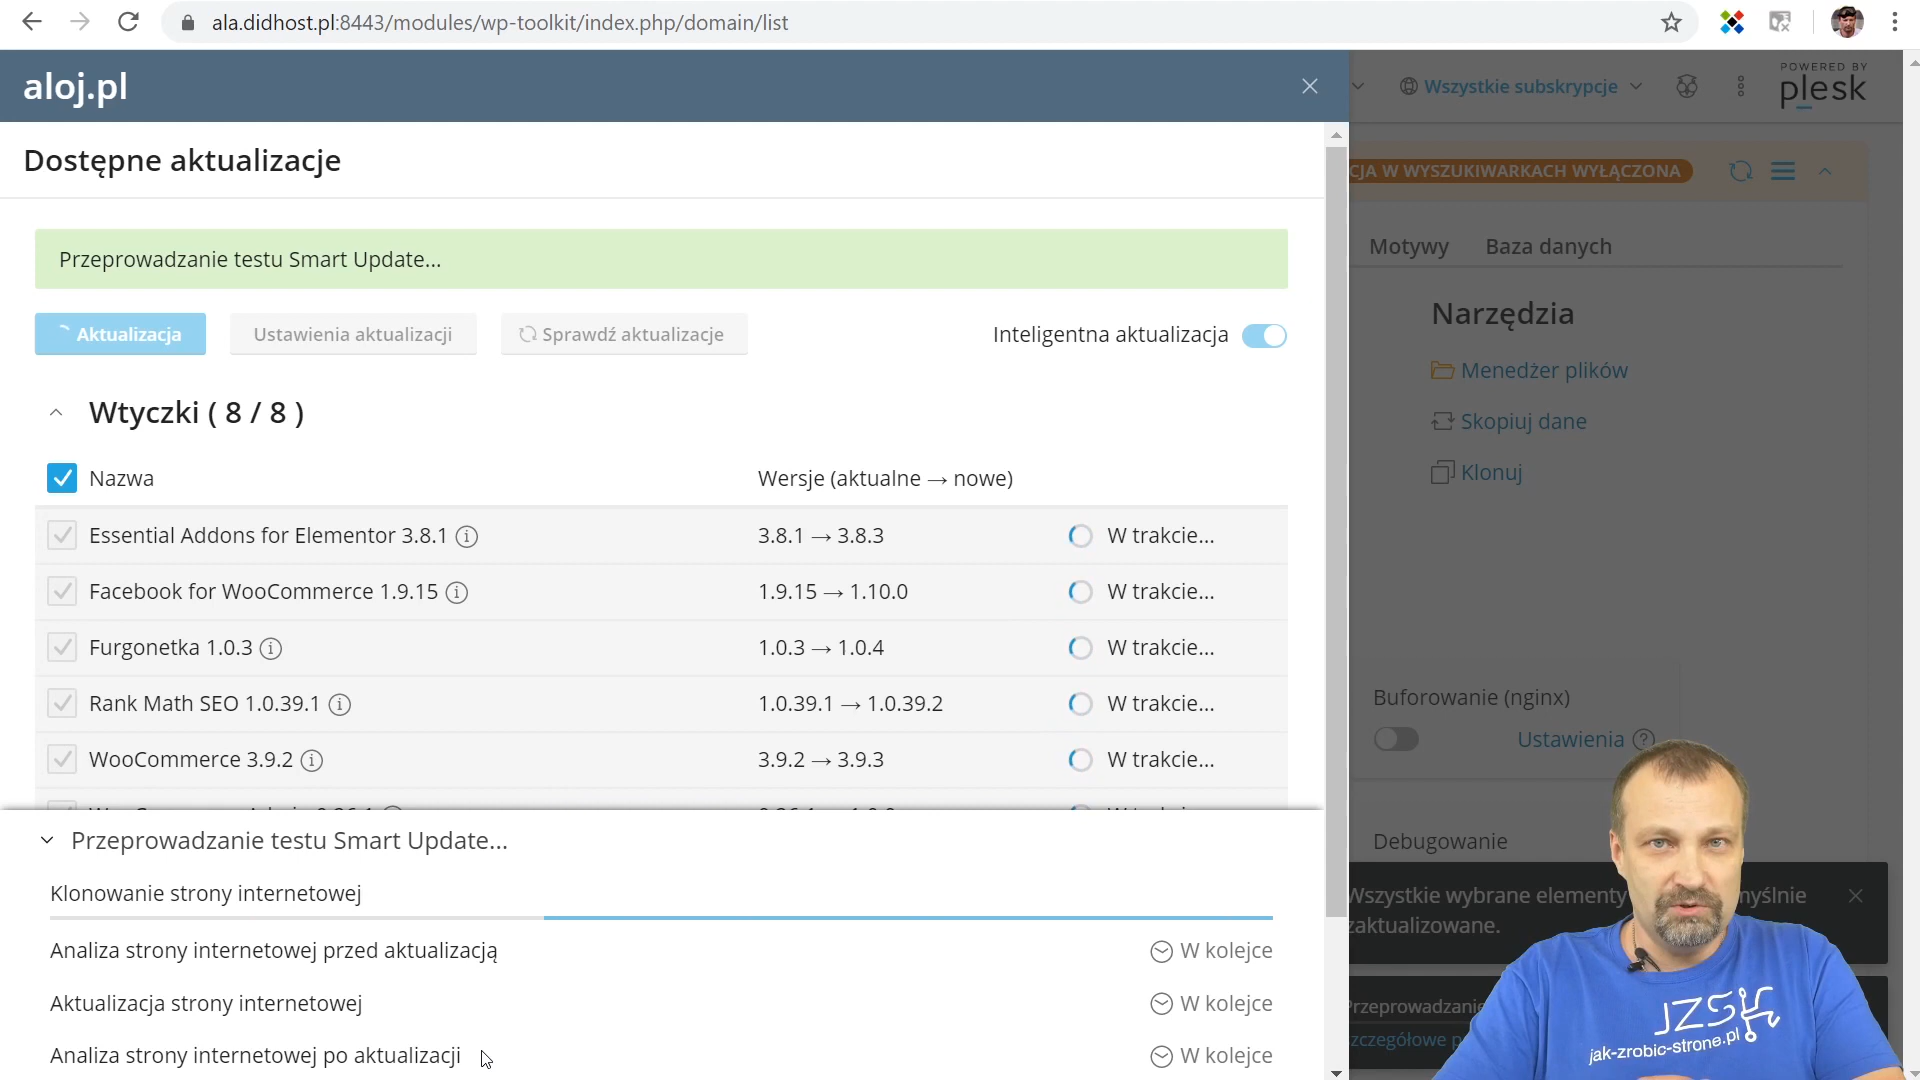 ala.didhost.pl:8443/modules/wp-toolkit/index.php/domain/list
aloj.pl
Wszystkie subskrypcje
POWERED BY
plesk
Dostępne aktualizacje
CJA W WYSZUKIWARKACH WYŁĄCZONA
Przeprowadzanie testu Smart Update...
Motywy
Baza danych
Aktualizacja
Ustawienia aktualizacji
Sprawdź aktualizacje
Inteligentna aktualizacja
Narzędzia
Menedżer plików
Skopiuj dane
Klonuj
Wtyczki ( 8 / 8 )
Nazwa
Wersje (aktualne → nowe)
Essential Addons for Elementor 3.8.1
3.8.1 → 3.8.3
W trakcie...
Facebook for WooCommerce 1.9.15
1.9.15 → 1.10.0
W trakcie...
Furgonetka 1.0.3
1.0.3 → 1.0.4
W trakcie...
Rank Math SEO 1.0.39.1
1.0.39.1 → 1.0.39.2
W trakcie...
WooCommerce 3.9.2
3.9.2 → 3.9.3
W trakcie...
Buforowanie (nginx)
Ustawienia
Debugowanie
Przeprowadzanie testu Smart Update...
Klonowanie strony internetowej
Analiza strony internetowej przed aktualizacją
W kolejce
Aktualizacja strony internetowej
W kolejce
Analiza strony internetowej po aktualizacji
W kolejce
Wszystkie wybrane elementy myślnie
zaktualizowane.
Przeprowadzanie
zczegółowe p
JZS
jak-zrobic-strone.pl